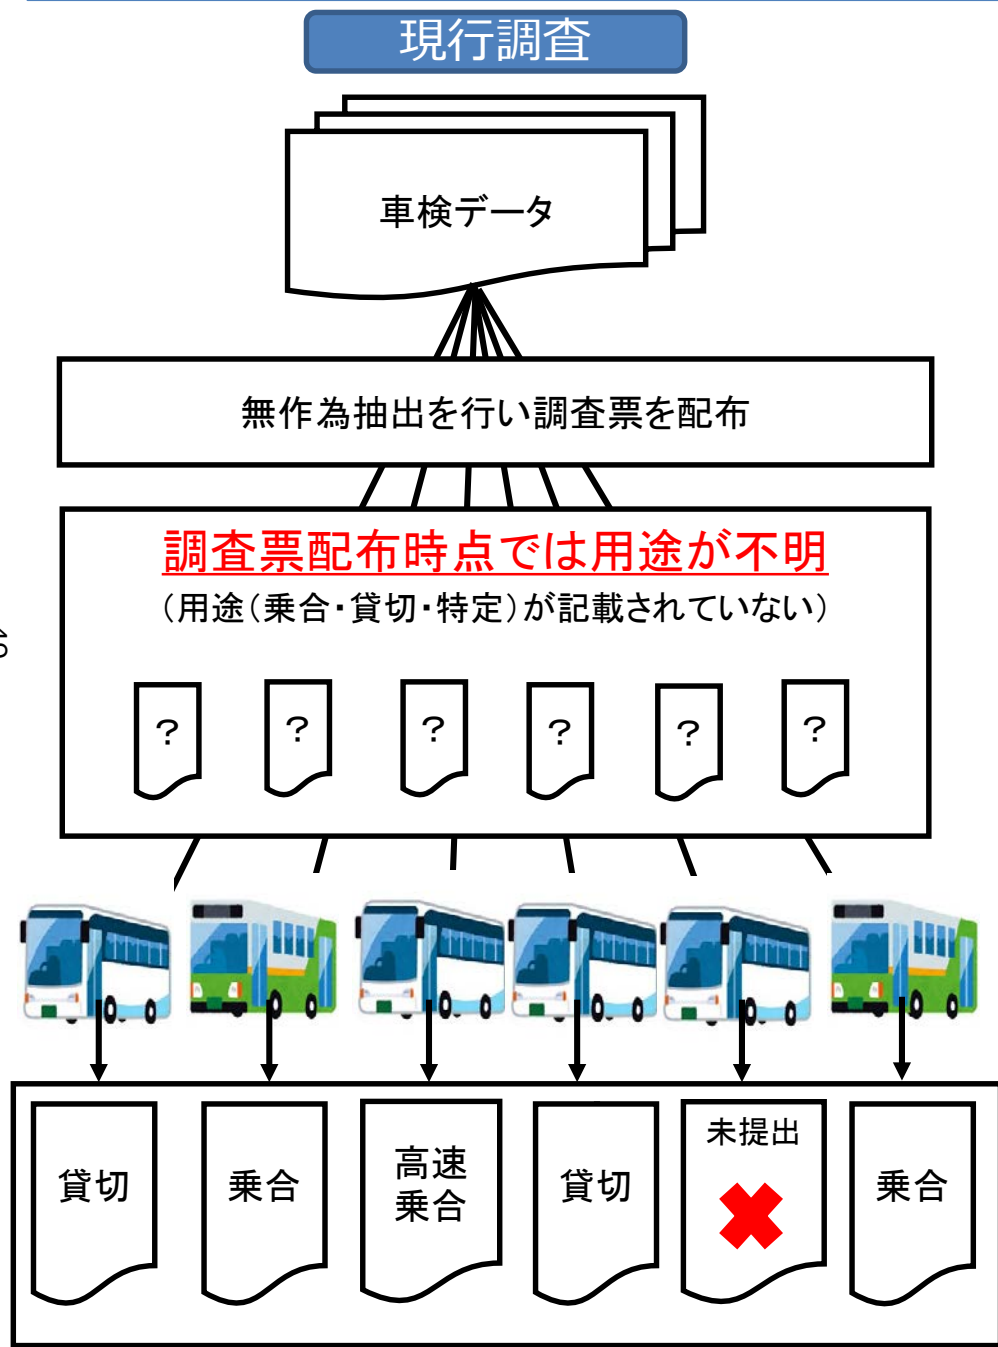 現行調査
車検データ
無作為抽出を行い調査票を配布
調査票配布時点では用途が不明
（用途（乗合・貸切・特定）が記載されていない）
？ ？ ？ ？ ？ ？
貸切 乗合 高速 貸切 未提出 乗合
乗合